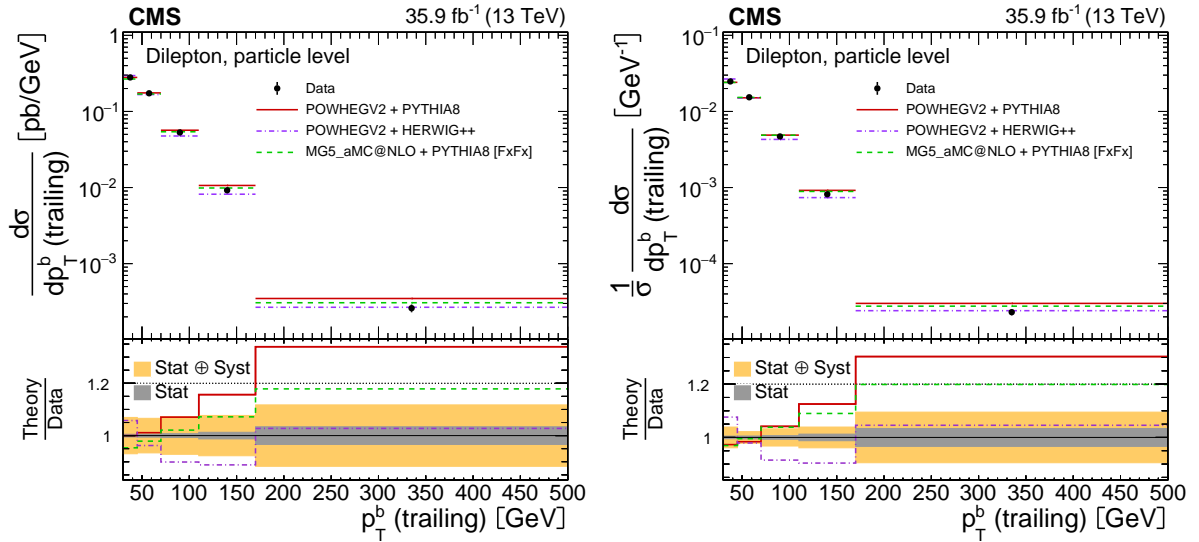 CMS 35.9 fb⁻¹ (13 TeV)
Dilepton, particle level
Data
POWHEGV2 + PYTHIA8
POWHEGV2 + HERWIG++
MG5_aMC@NLO + PYTHIA8 [FxFx]
dσ / dp_T^b (trailing) [pb/GeV]
1
10⁻¹
10⁻²
10⁻³
Stat ⊕ Syst
Stat
Theory / Data
1.2
1
50 100 150 200 250 300 350 400 450 500
p_T^b (trailing) [GeV]
CMS 35.9 fb⁻¹ (13 TeV)
Dilepton, particle level
Data
POWHEGV2 + PYTHIA8
POWHEGV2 + HERWIG++
MG5_aMC@NLO + PYTHIA8 [FxFx]
1/σ dσ / dp_T^b (trailing) [GeV⁻¹]
10⁻¹
10⁻²
10⁻³
10⁻⁴
Stat ⊕ Syst
Stat
Theory / Data
1.2
1
50 100 150 200 250 300 350 400 450 500
p_T^b (trailing) [GeV]